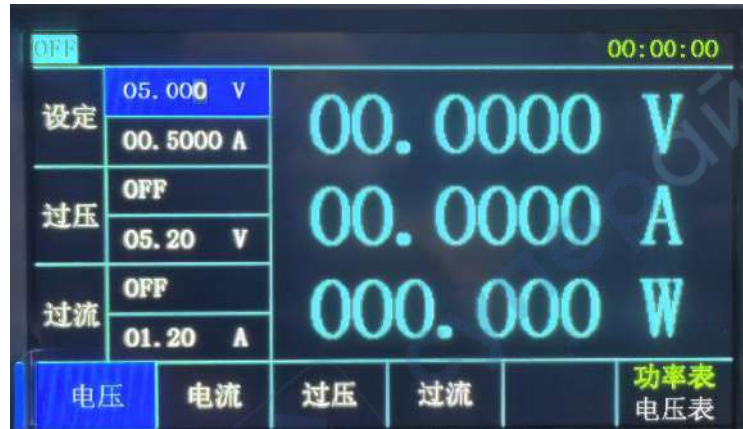 OFF 00:00:00
设定 05.000 V
00.5000 A
过压 OFF
05.20 V
过流 OFF
01.20 A
00.0000 V
00.0000 A
000.000 W
电压 电流 过压 过流 功率表
电压表